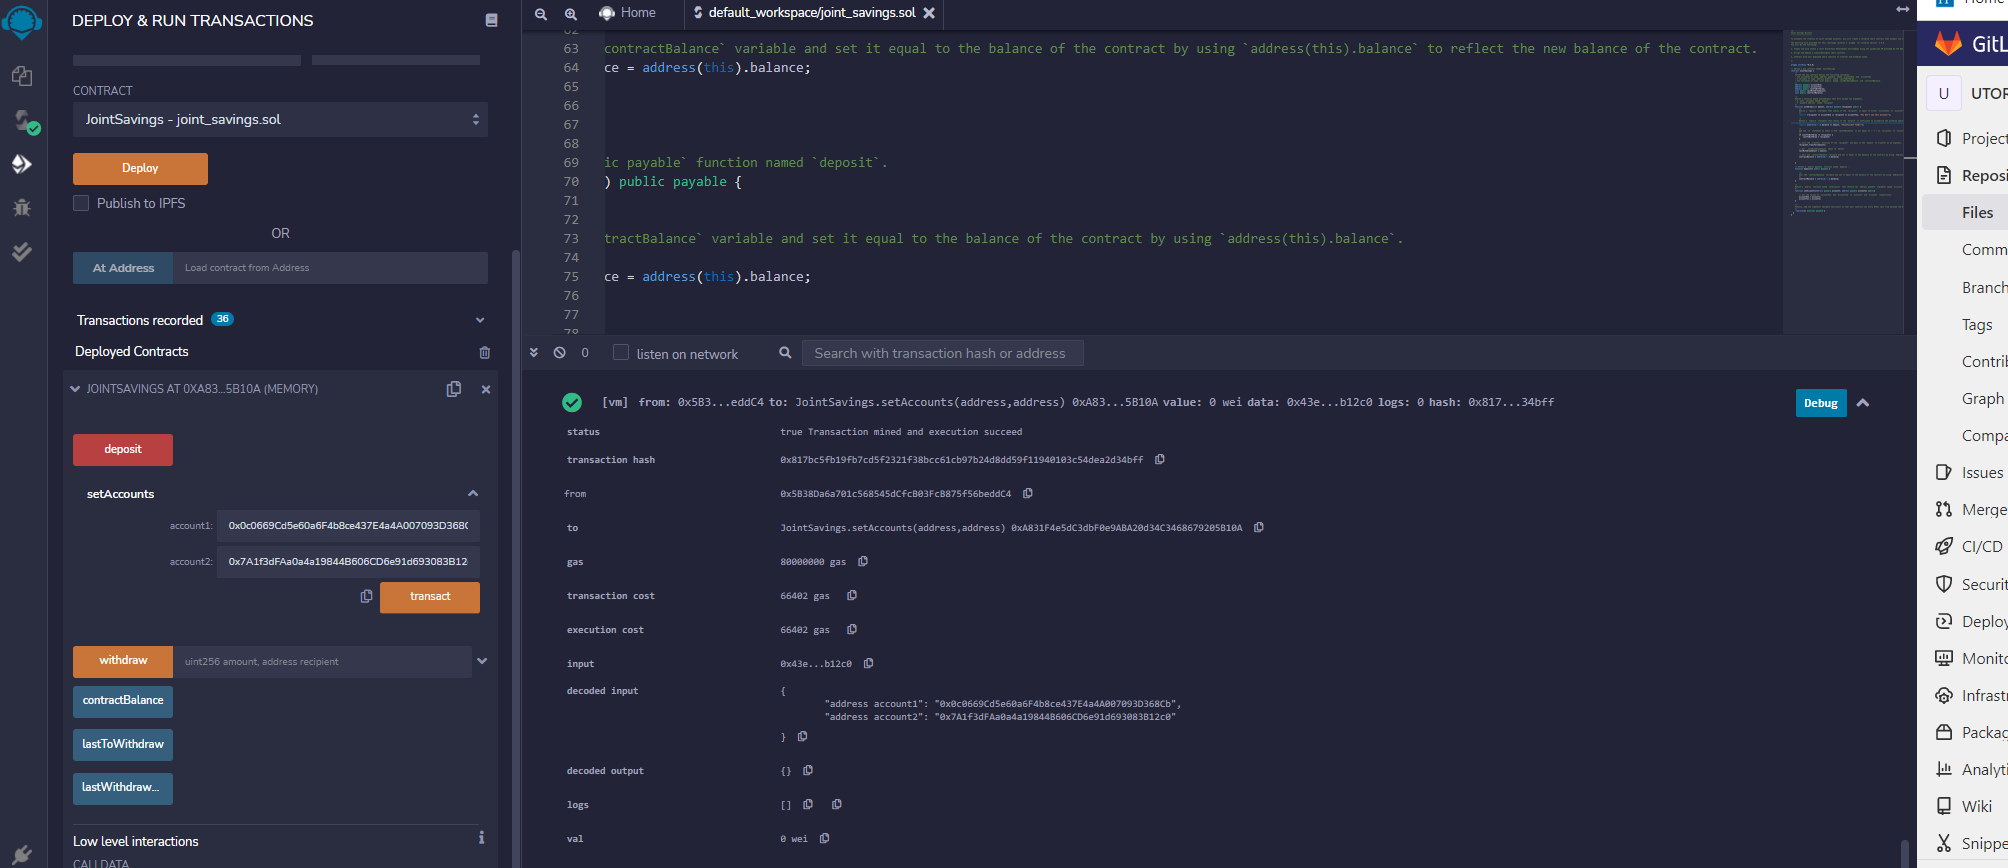 DEPLOY & RUN TRANSACTIONS
CONTRACT
JointSavings - joint_savings.sol
Deploy
Publish to IPFS
OR
At Address
Load contract from Address
Transactions recorded 36
Deployed Contracts
JOINTSAVINGS AT 0XA83...5B10A (MEMORY)
deposit
setAccounts
account1: 0x0c0669Cd5e60a6F4b8ce437E4a4A007093D368C
account2: 0x7A1f3dFAa0a4a19844B606CD6e91d693083B12
transact
withdraw
uint256 amount, address recipient
contractBalance
lastToWithdraw
lastWithdraw...
Low level interactions
CALLDATA
Home
default_workspace/joint_savings.sol
62
63 contractBalance` variable and set it equal to the balance of the contract by using `address(this).balance` to reflect the new balance of the contract.
64 ce = address(this).balance;
65
66
67
68
69 ic payable` function named `deposit`.
70 ) public payable {
71
72
73 tractBalance` variable and set it equal to the balance of the contract by using `address(this).balance`.
74
75 ce = address(this).balance;
76
77
78
0
listen on network
Search with transaction hash or address
[vm] from: 0x5B3...eddC4 to: JointSavings.setAccounts(address,address) 0xA83...5B10A value: 0 wei data: 0x43e...b12c0 logs: 0 hash: 0x817...34bff
Debug
status true Transaction mined and execution succeed
transaction hash 0x817bc5fb19fb7cd5f2321f38bcc61cb97b24d8dd59f11940103c54dea2d34bff
from 0x5B38Da6a701c568545dCfcB03FcB875f56beddC4
to JointSavings.setAccounts(address,address) 0xA831F4e5dC3dbF0e9ABA20d34C3468679205B10A
gas 80000000 gas
transaction cost 66402 gas
execution cost 66402 gas
input 0x43e...b12c0
decoded input {
"address account1": "0x0c0669Cd5e60a6F4b8ce437E4a4A007093D368Cb",
"address account2": "0x7A1f3dFAa0a4a19844B606CD6e91d693083B12c0"
}
decoded output {}
logs []
val 0 wei
GitL
U UTOR
Project
Reposi
Files
Comm
Branch
Tags
Contrib
Graph
Compa
Issues
Merge
CI/CD
Securit
Deploy
Monito
Infrastr
Packag
Analyti
Wiki
Snippe